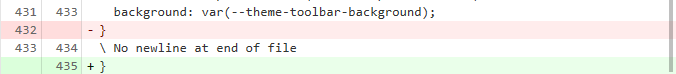 431 433 background: var(--theme-toolbar-background);
432 - }
433 434 \ No newline at end of file
435 + }